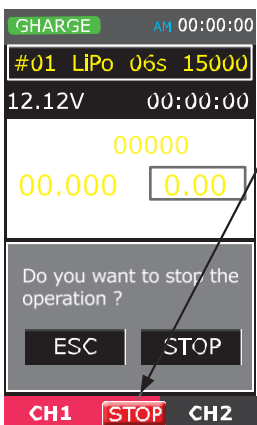 GHARGE AM 00:00:00
#01 LiPo 06s 15000
12.12V 00:00:00
00000
00.000 0.00
Do you want to stop the
operation ?
ESC STOP
CH1 STOP CH2